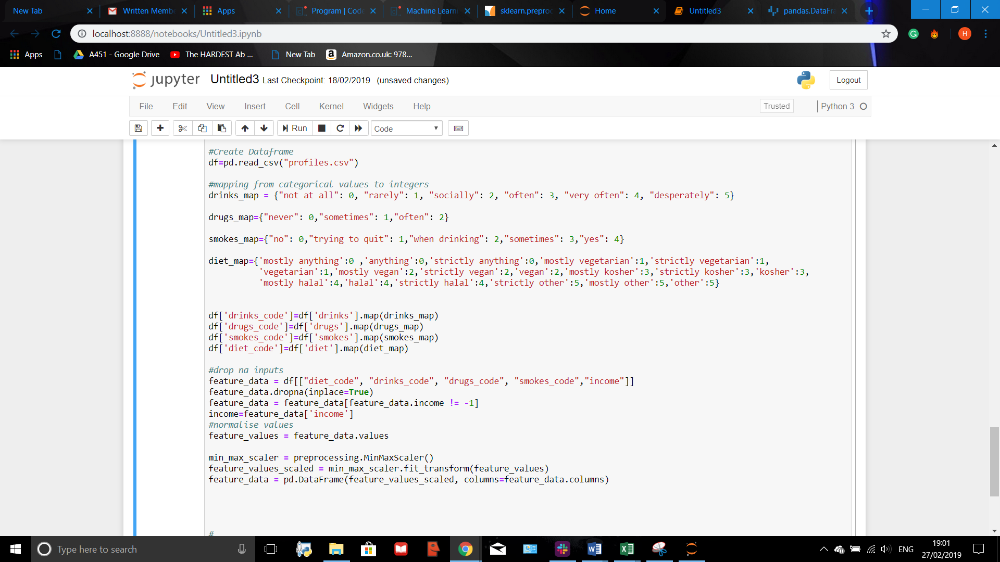 New Tab
Written Membe
Apps
Program | Code
Machine Learni
sklearn.preproc
Home
Untitled3
pandas.DataFra
localhost:8888/notebooks/Untitled3.ipynb
H
Apps
A451 - Google Drive
The HARDEST Ab ...
New Tab
Amazon.co.uk: 978...
jupyter Untitled3 Last Checkpoint: 18/02/2019 (unsaved changes)
Logout
File Edit View Insert Cell Kernel Widgets Help
Trusted
Python 3
Run
Code
#Create Dataframe
df=pd.read_csv("profiles.csv")
#mapping from categorical values to integers
drinks_map = {"not at all": 0, "rarely": 1, "socially": 2, "often": 3, "very often": 4, "desperately": 5}
drugs_map={"never": 0,"sometimes": 1,"often": 2}
smokes_map={"no": 0,"trying to quit": 1,"when drinking": 2,"sometimes": 3,"yes": 4}
diet_map={'mostly anything':0 ,'anything':0,'strictly anything':0,'mostly vegetarian':1,'strictly vegetarian':1,
'vegetarian':1,'mostly vegan':2,'strictly vegan':2,'vegan':2,'mostly kosher':3,'strictly kosher':3,'kosher':3,
'mostly halal':4,'halal':4,'strictly halal':4,'strictly other':5,'mostly other':5,'other':5}
df['drinks_code']=df['drinks'].map(drinks_map)
df['drugs_code']=df['drugs'].map(drugs_map)
df['smokes_code']=df['smokes'].map(smokes_map)
df['diet_code']=df['diet'].map(diet_map)
#drop na inputs
feature_data = df[["diet_code", "drinks_code", "drugs_code", "smokes_code","income"]]
feature_data.dropna(inplace=True)
feature_data = feature_data[feature_data.income != -1]
income=feature_data['income']
#normalise values
feature_values = feature_data.values
min_max_scaler = preprocessing.MinMaxScaler()
feature_values_scaled = min_max_scaler.fit_transform(feature_values)
feature_data = pd.DataFrame(feature_values_scaled, columns=feature_data.columns)
#
Type here to search
ENG
19:01
27/02/2019